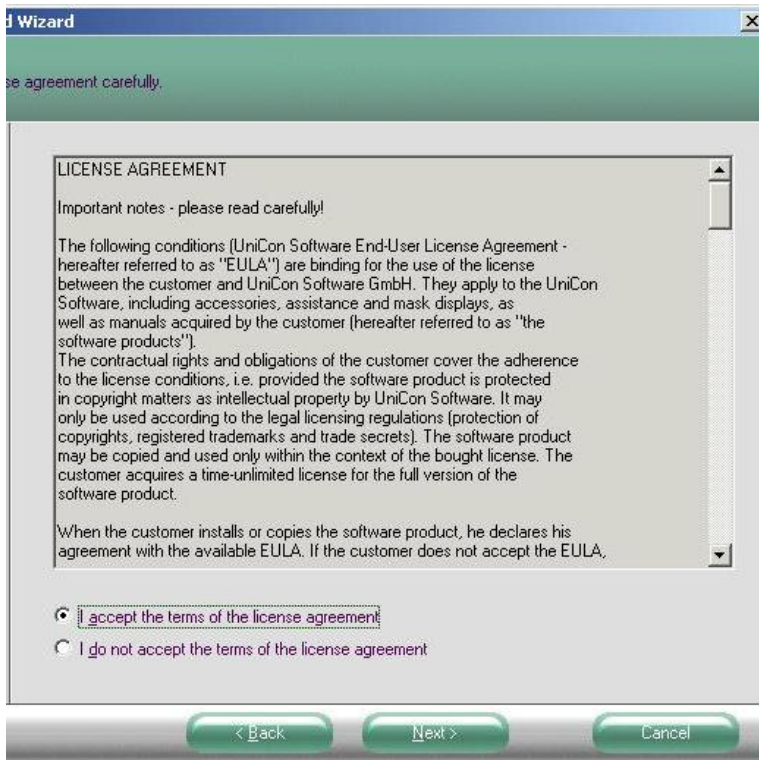 d Wizard
se agreement carefully.
LICENSE AGREEMENT
Important notes - please read carefully!
The following conditions (UniCon Software End-User License Agreement -
hereafter referred to as "EULA") are binding for the use of the license
between the customer and UniCon Software GmbH. They apply to the UniCon
Software, including accessories, assistance and mask displays, as
well as manuals acquired by the customer (hereafter referred to as "the
software products").
The contractual rights and obligations of the customer cover the adherence
to the license conditions, i.e. provided the software product is protected
in copyright matters as intellectual property by UniCon Software. It may
only be used according to the legal licensing regulations (protection of
copyrights, registered trademarks and trade secrets). The software product
may be copied and used only within the context of the bought license. The
customer acquires a time-unlimited license for the full version of the
software product.
When the customer installs or copies the software product, he declares his
agreement with the available EULA. If the customer does not accept the EULA,
I accept the terms of the license agreement
I do not accept the terms of the license agreement
< Back Next > Cancel